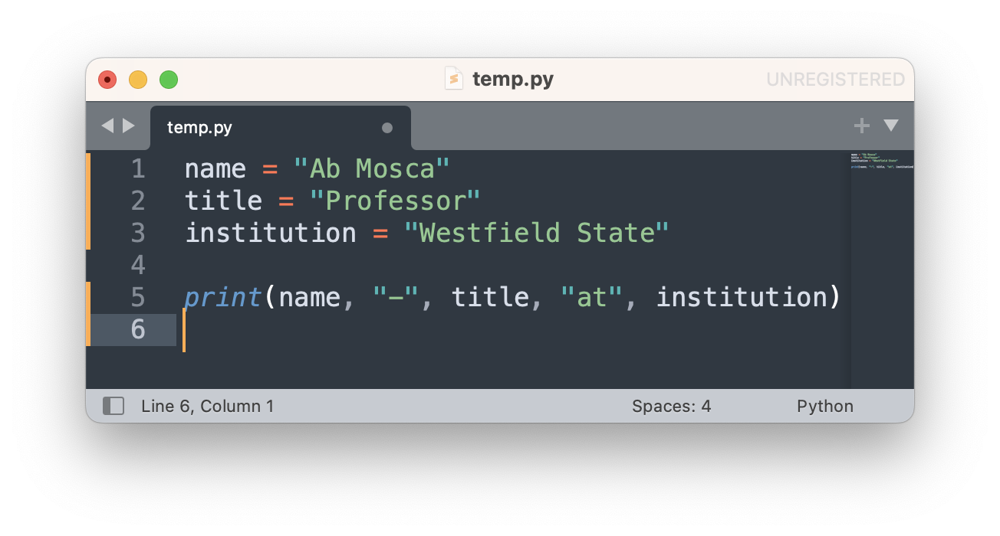 temp.py
UNREGISTERED
temp.py
1 name = "Ab Mosca"
2 title = "Professor"
3 institution = "Westfield State"
4
5 print(name, "–", title, "at", institution)
6
Line 6, Column 1
Spaces: 4
Python